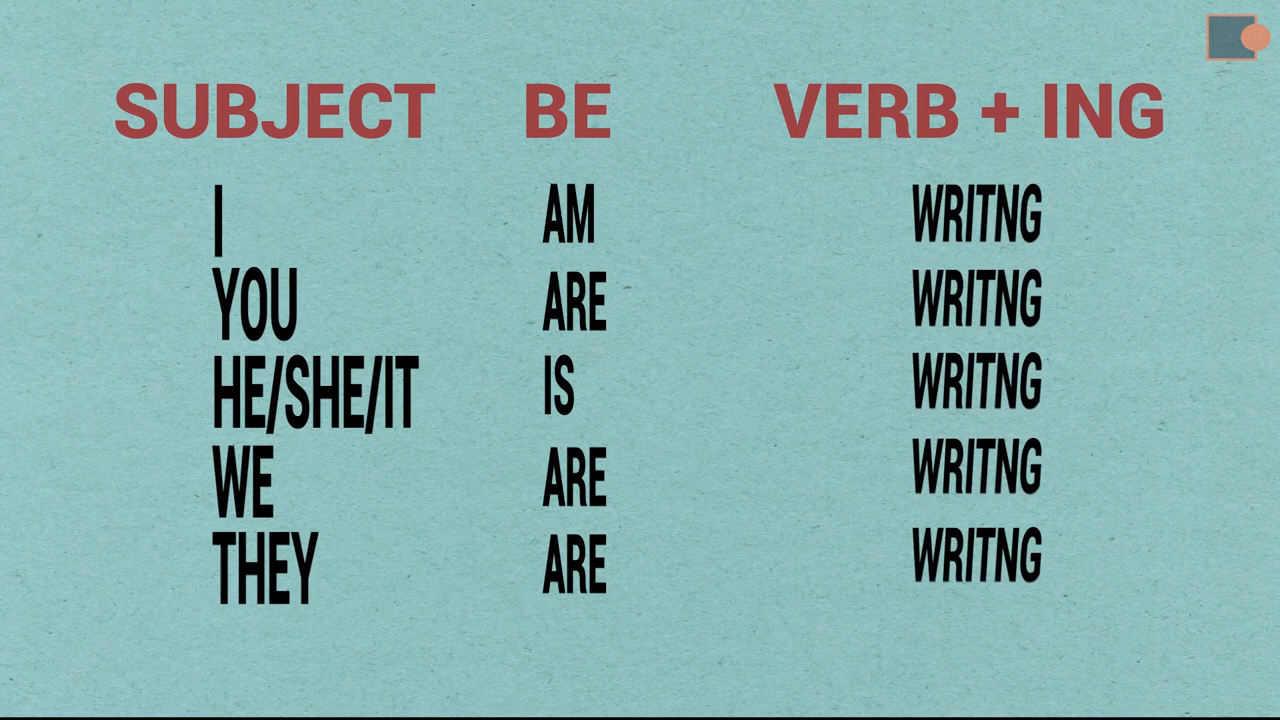 SUBJECT BE VERB + ING
I AM WRITNG
YOU ARE WRITNG
HE/SHE/IT IS WRITNG
WE ARE WRITNG
THEY ARE WRITNG